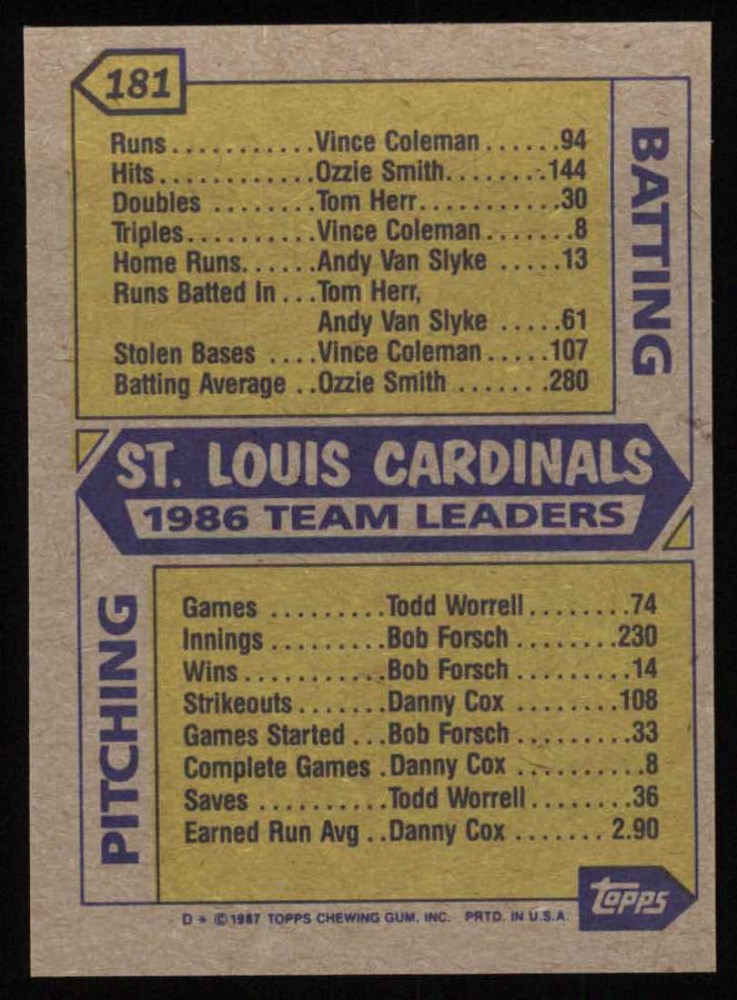 181
BATTING
Runs...........Vince Coleman......94
Hits............Ozzie Smith........144
Doubles ........Tom Herr...........30
Triples..........Vince Coleman.......8
Home Runs......Andy Van Slyke .....13
Runs Batted In ...Tom Herr,
Andy Van Slyke .....61
Stolen Bases ....Vince Coleman.....107
Batting Average ..Ozzie Smith .......280
ST. LOUIS CARDINALS
1986 TEAM LEADERS
PITCHING
Games .........Todd Worrell........74
Innings.........Bob Forsch .......230
Wins...........Bob Forsch ........14
Strikeouts.......Danny Cox .......108
Games Started ...Bob Forsch ........33
Complete Games .Danny Cox ..........8
Saves ..........Todd Worrell........36
Earned Run Avg ..Danny Cox ....... 2.90
topps
D * © 1987 TOPPS CHEWING GUM, INC. PRTD. IN U.S.A.